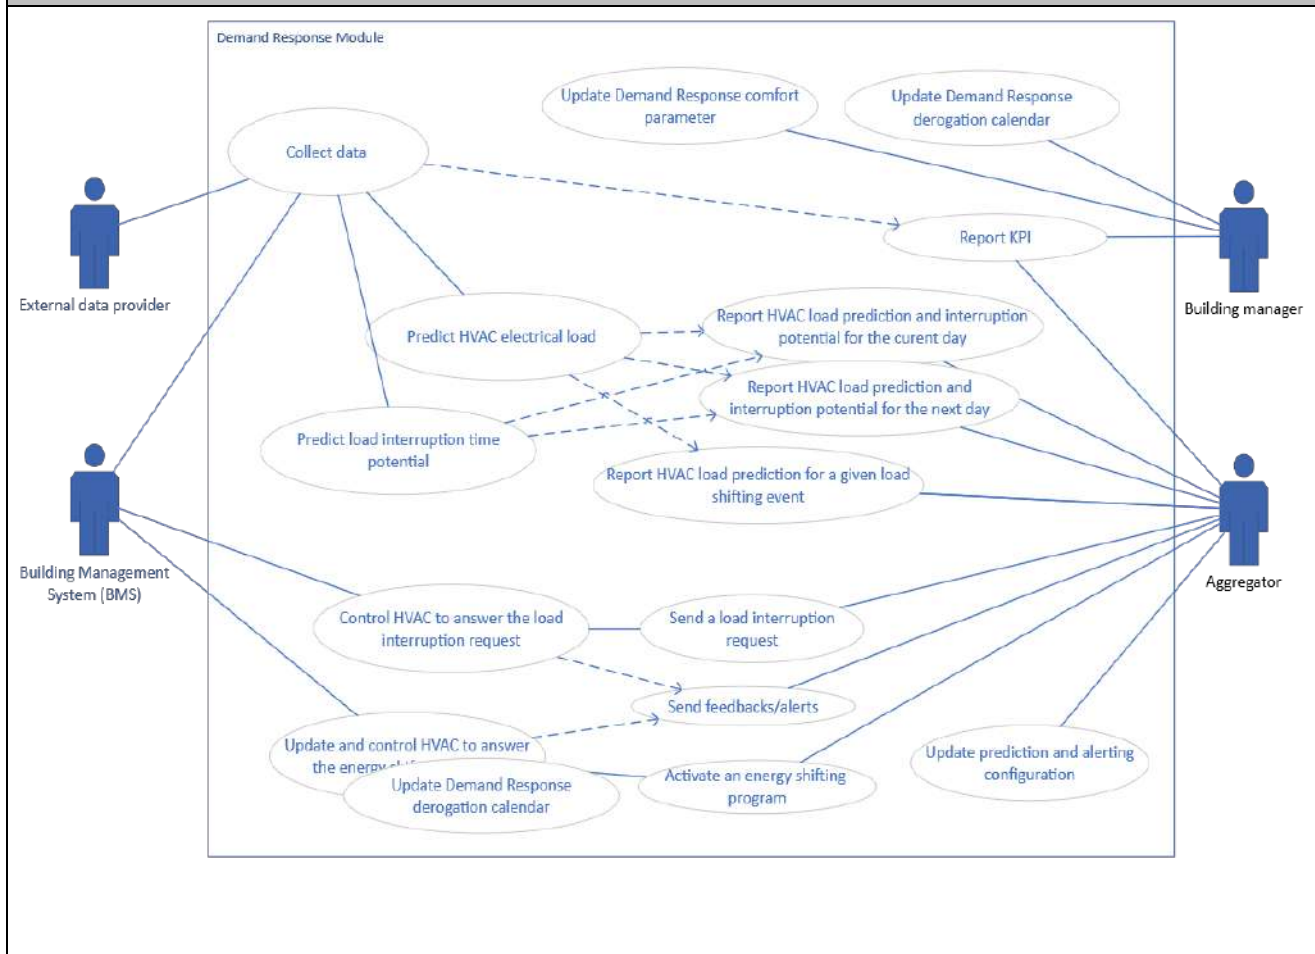 Demand Response Module
Update Demand Response comfort
parameter
Update Demand Response
derogation calendar
Collect data
Report KPI
External data provider
Building manager
Predict HVAC electrical load
Report HVAC load prediction and interruption
potential for the curent day
Report HVAC load prediction and
interruption potential for the next day
Predict load interruption time
potential
Report HVAC load prediction for a given load
shifting event
Building Management
System (BMS)
Aggregator
Control HVAC to answer the load
interruption request
Send a load interruption
request
Send feedbacks/alerts
Update and control HVAC to answer
the energy
Update Demand Response
derogation calendar
Activate an energy shifting
program
Update prediction and alerting
configuration